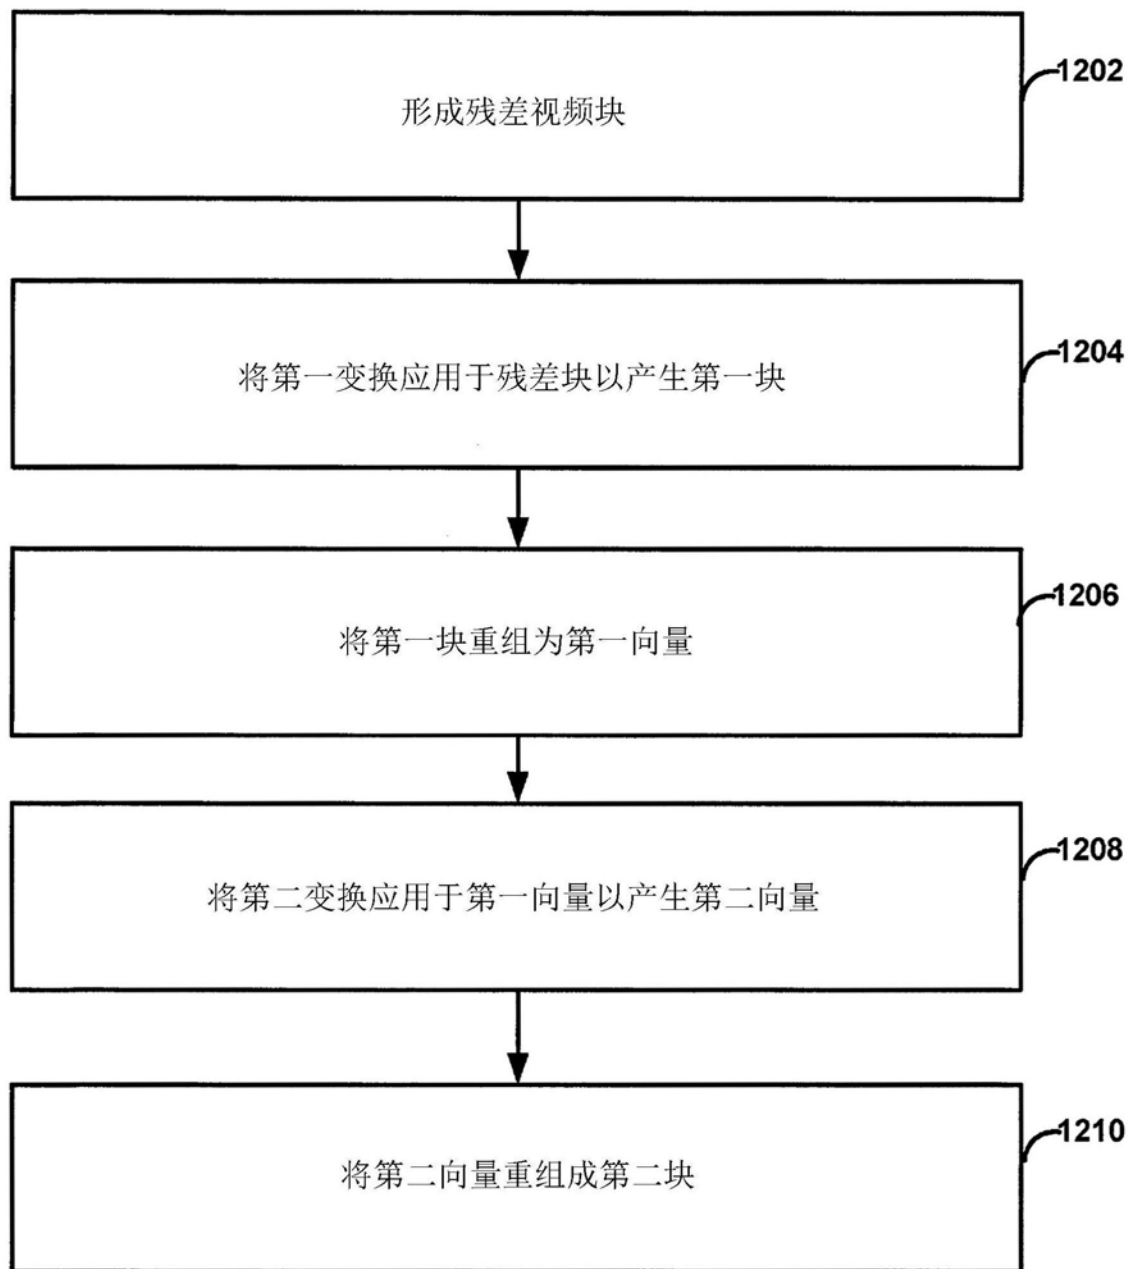 形成残差视频块
1202
将第一变换应用于残差块以产生第一块
1204
将第一块重组为第一向量
1206
将第二变换应用于第一向量以产生第二向量
1208
将第二向量重组成第二块
1210